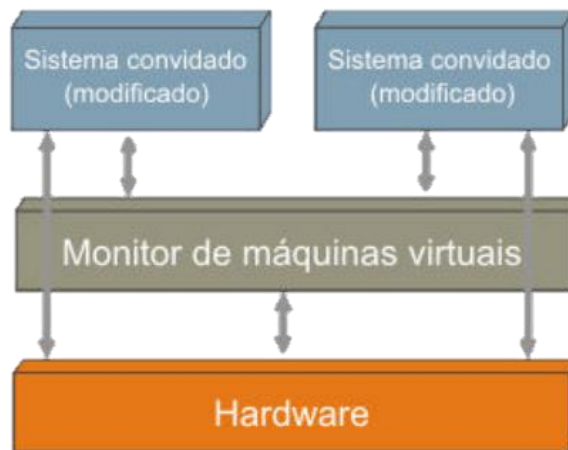 Sistema convidado
(modificado)
Sistema convidado
(modificado)
Monitor de máquinas virtuais
Hardware